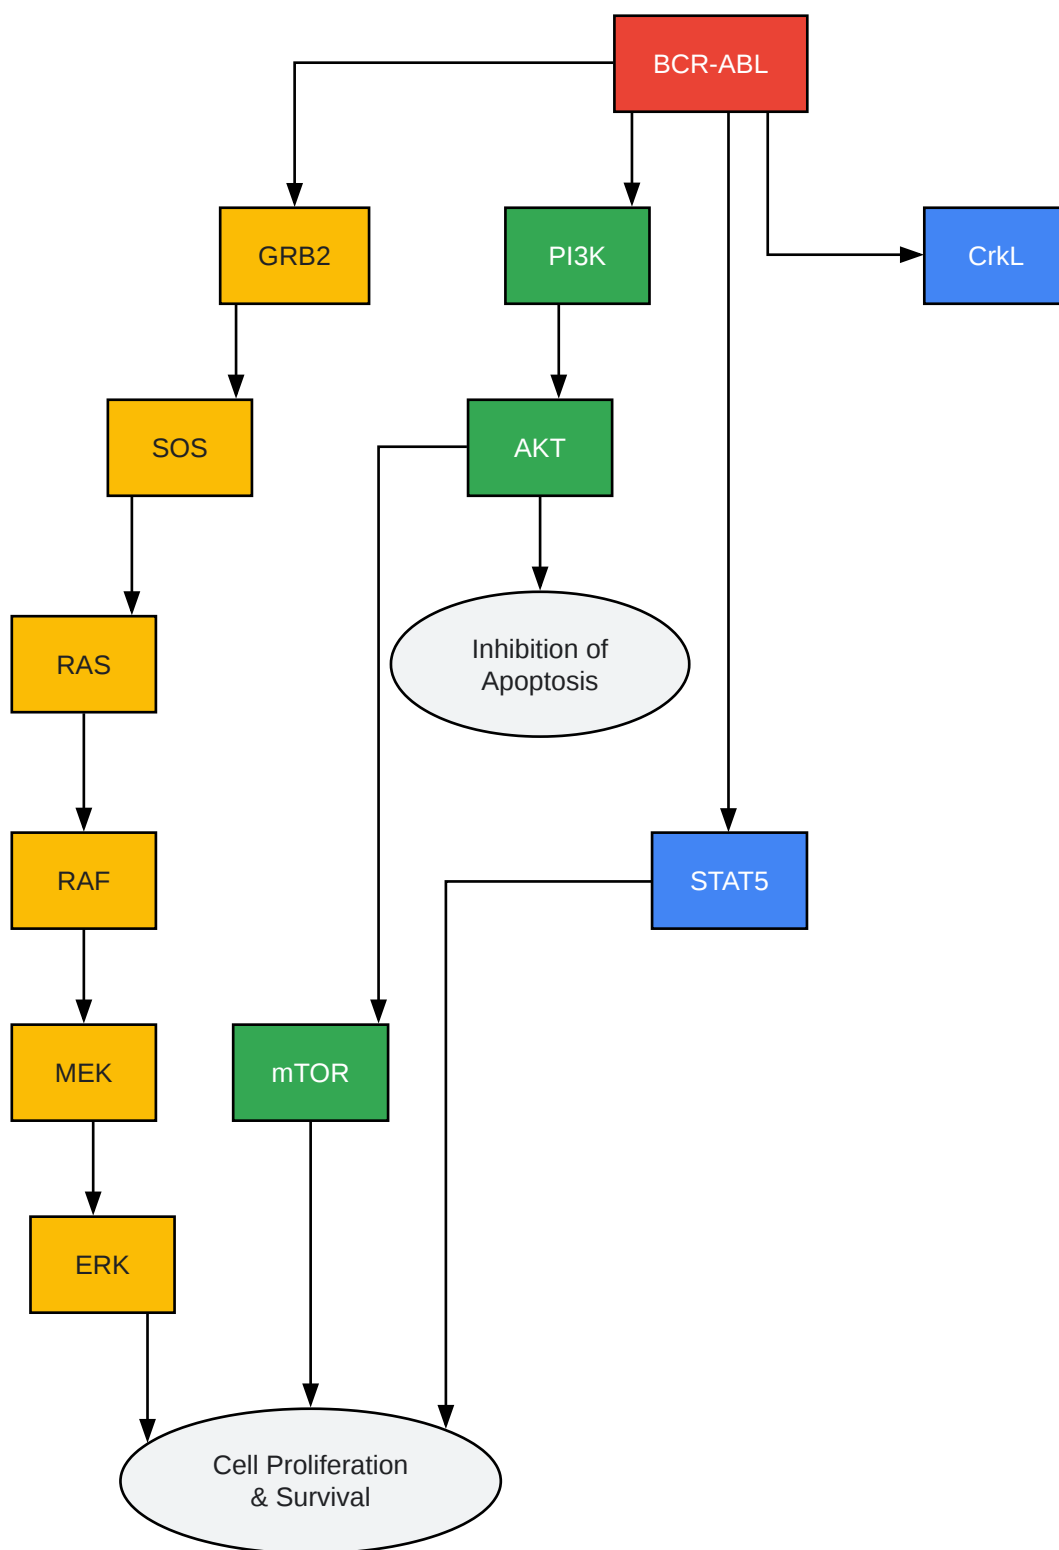 BCR-ABL
GRB2
PI3K
CrkL
SOS
AKT
RAS
Inhibition of
Apoptosis
RAF
STAT5
MEK
mTOR
ERK
Cell Proliferation
& Survival